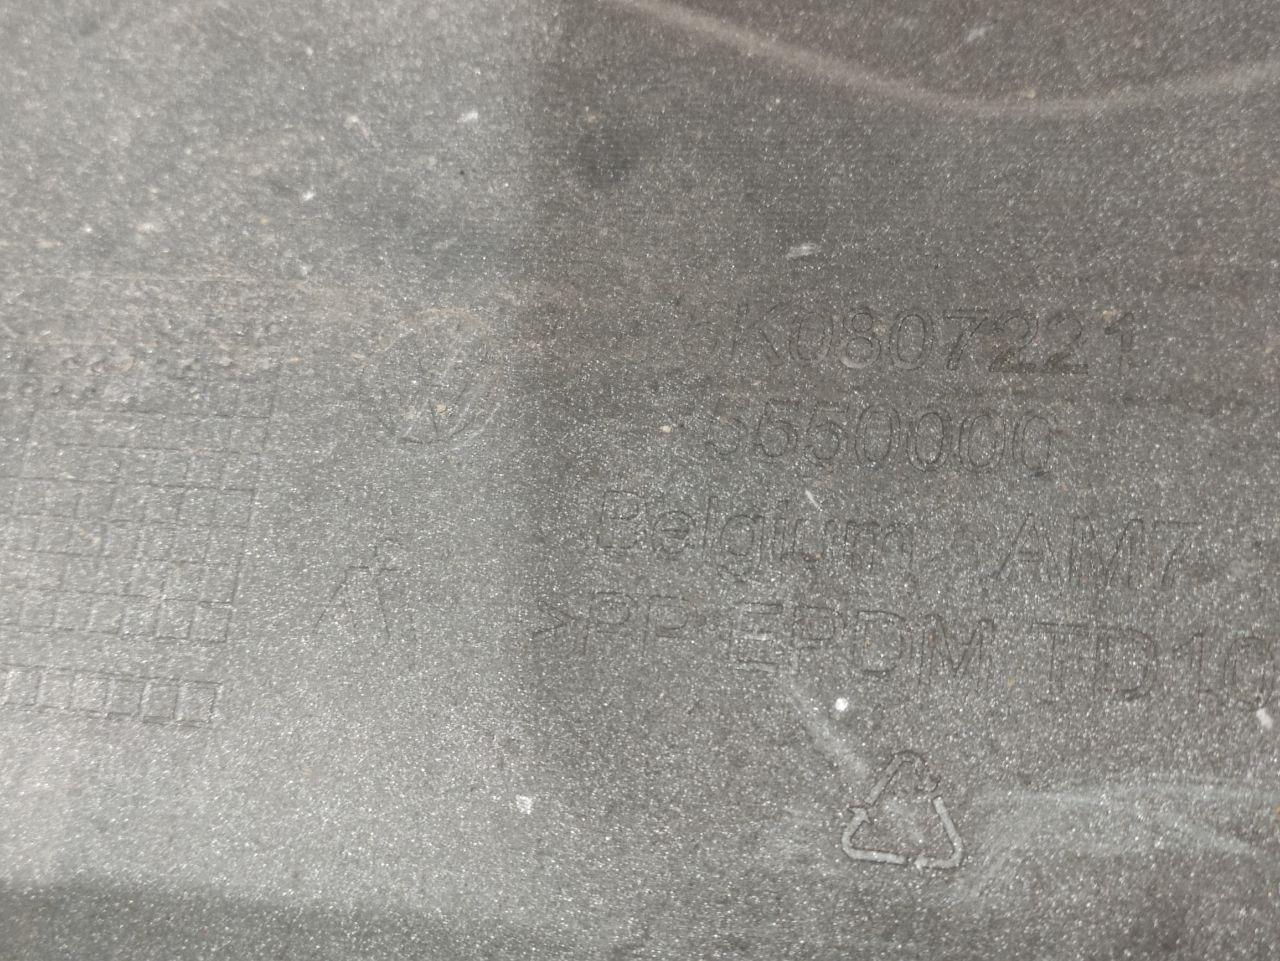 5K0807221
5550000
Belgium AM7
>PP EPDM TD10